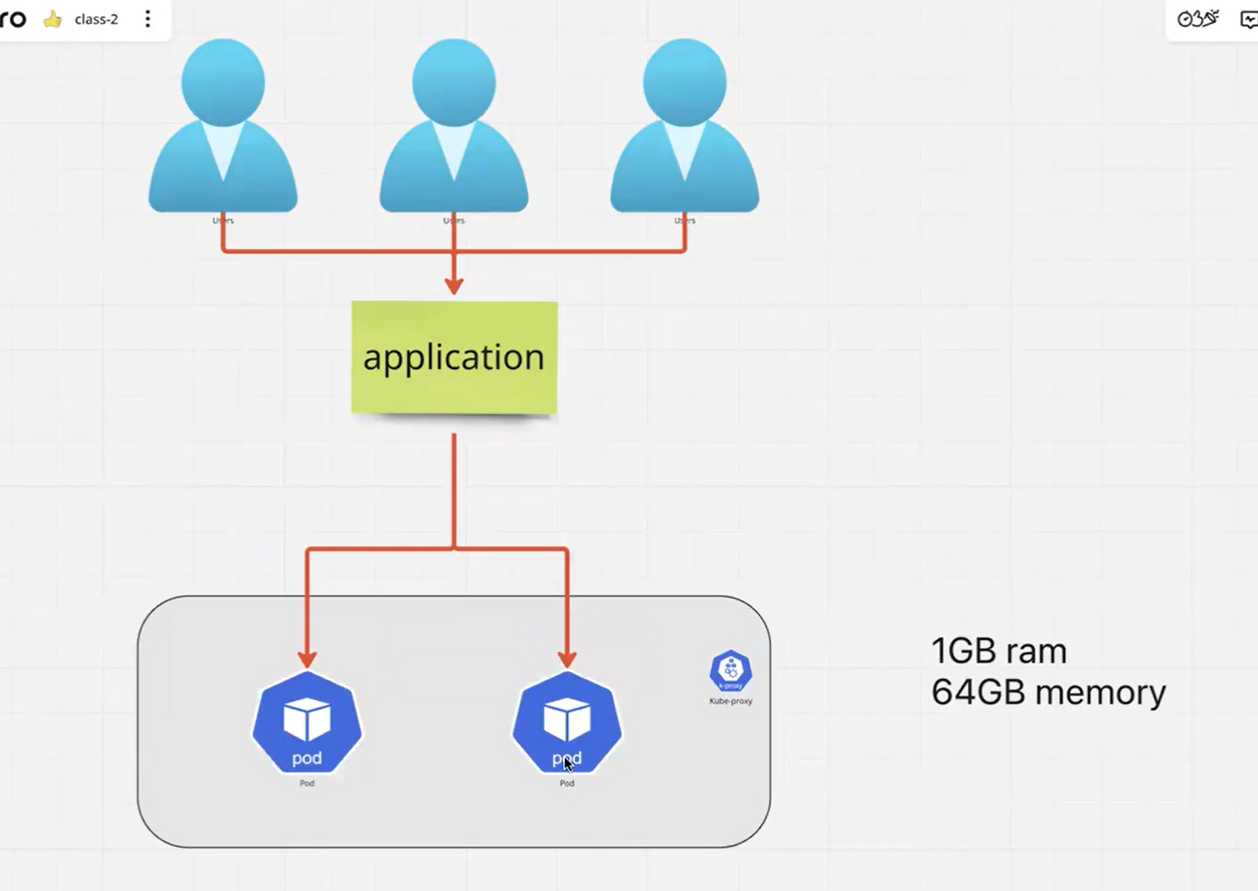 ro
class-2
Users
Users
Users
application
pod
Pod
pod
Pod
k-proxy
Kube-proxy
1GB ram
64GB memory